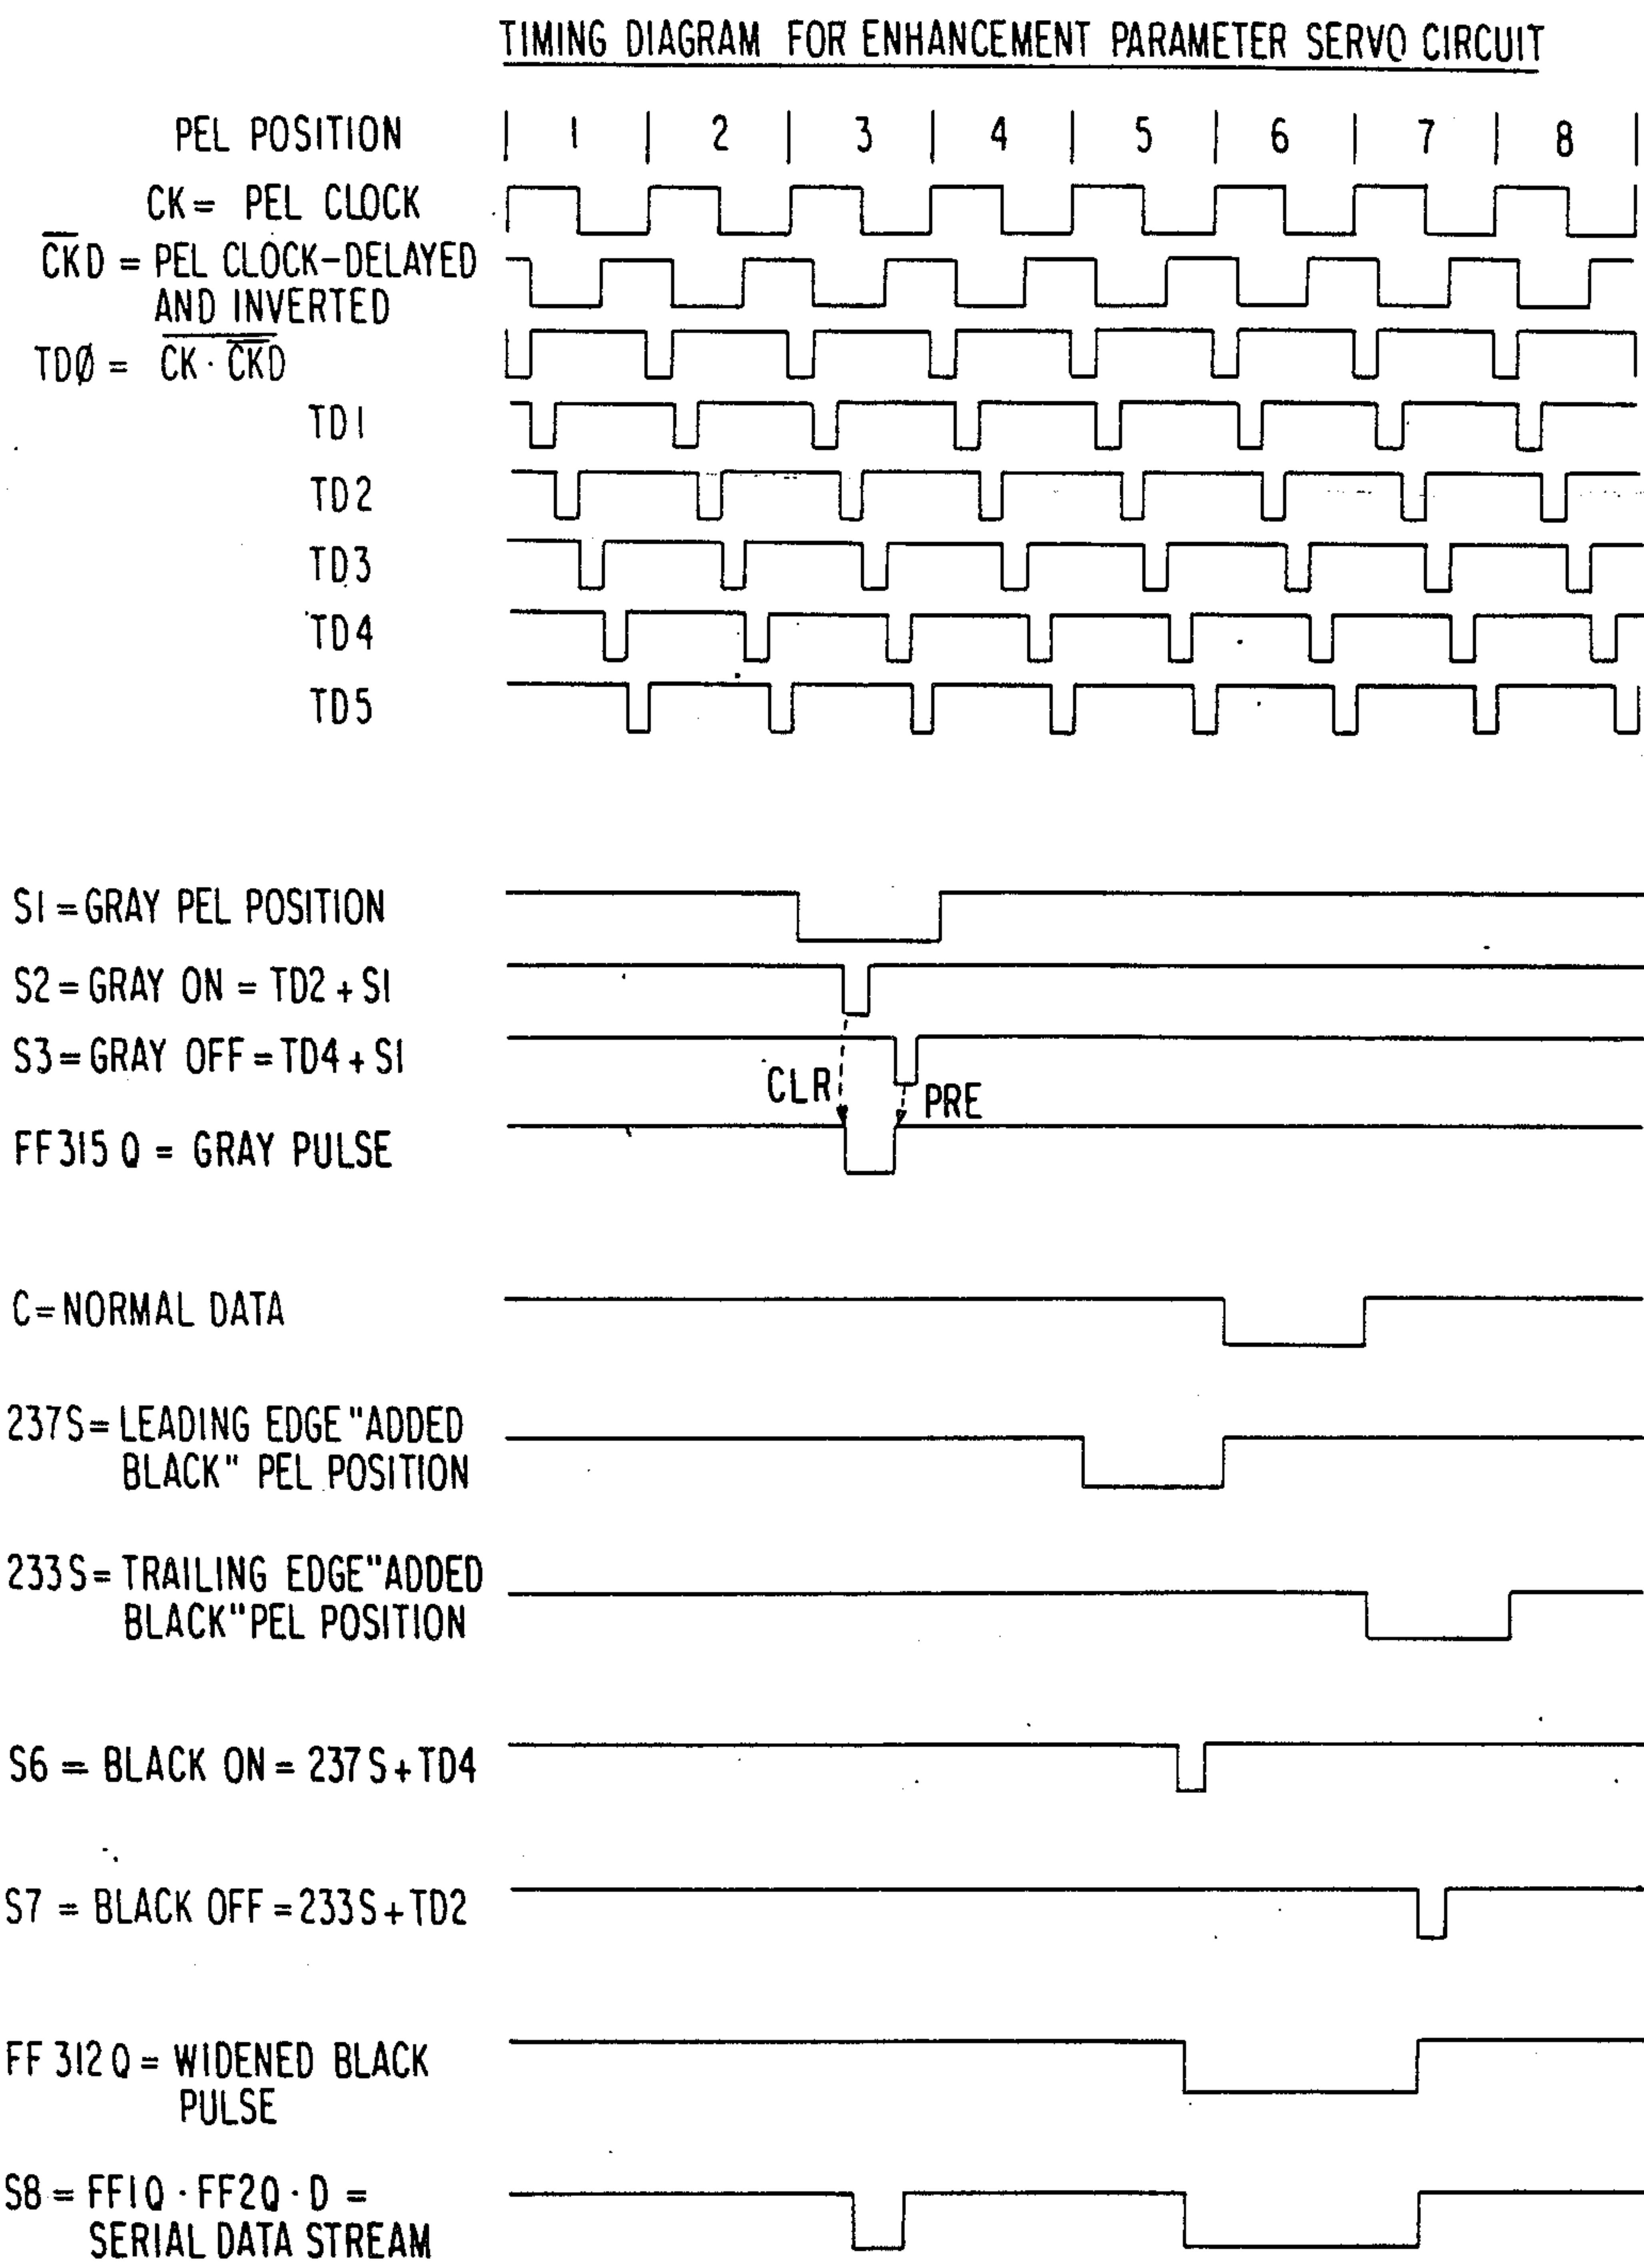 TIMING DIAGRAM FOR ENHANCEMENT PARAMETER SERVO CIRCUIT
PEL POSITION | 1 | 2 | 3 | 4 | 5 | 6 | 7 | 8 |
CK = PEL CLOCK
C̅K̅D = PEL CLOCK-DELAYED
AND INVERTED
TDØ = C̅K̅ ·̅ C̅K̅D̅
TD1
TD2
TD3
TD4
TD5
S1 = GRAY PEL POSITION
S2 = GRAY ON = TD2 + S1
S3 = GRAY OFF = TD4 + S1
CLR PRE
FF315 Q = GRAY PULSE
C = NORMAL DATA
237S = LEADING EDGE "ADDED
BLACK" PEL POSITION
233S = TRAILING EDGE "ADDED
BLACK" PEL POSITION
S6 = BLACK ON = 237S + TD4
S7 = BLACK OFF = 233S + TD2
FF 312 Q = WIDENED BLACK
PULSE
S8 = FF1Q · FF2Q · D =
SERIAL DATA STREAM